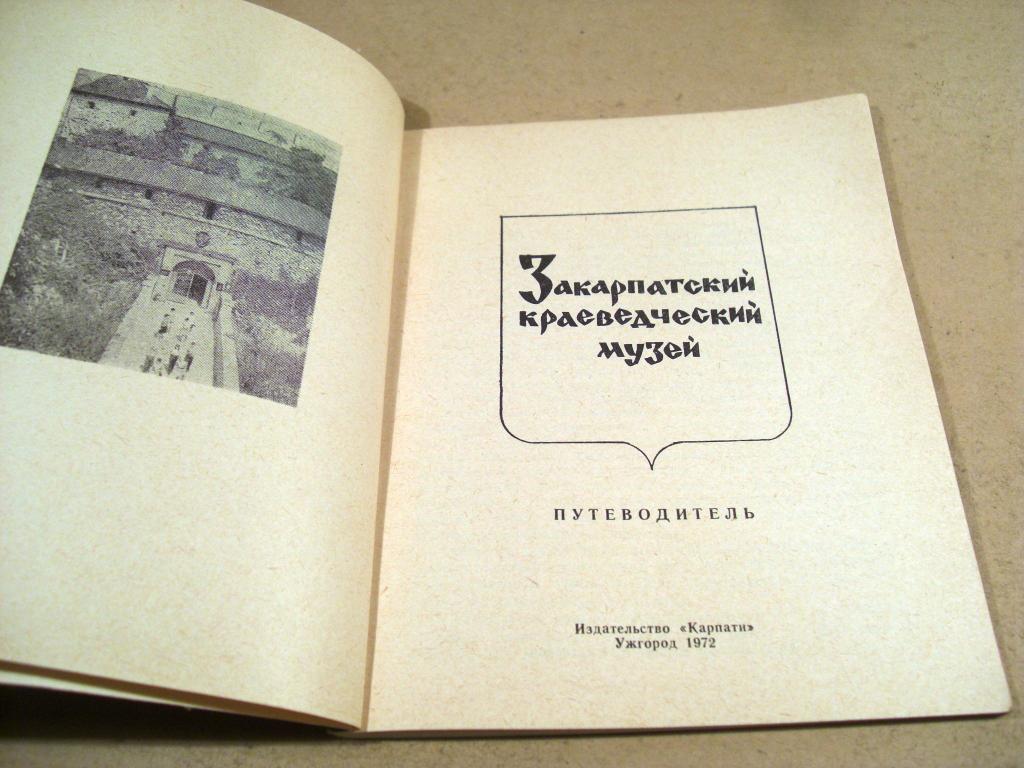 Закарпатский
краеведческий
музей
ПУТЕВОДИТЕЛЬ
Издательство «Карпати»
Ужгород 1972